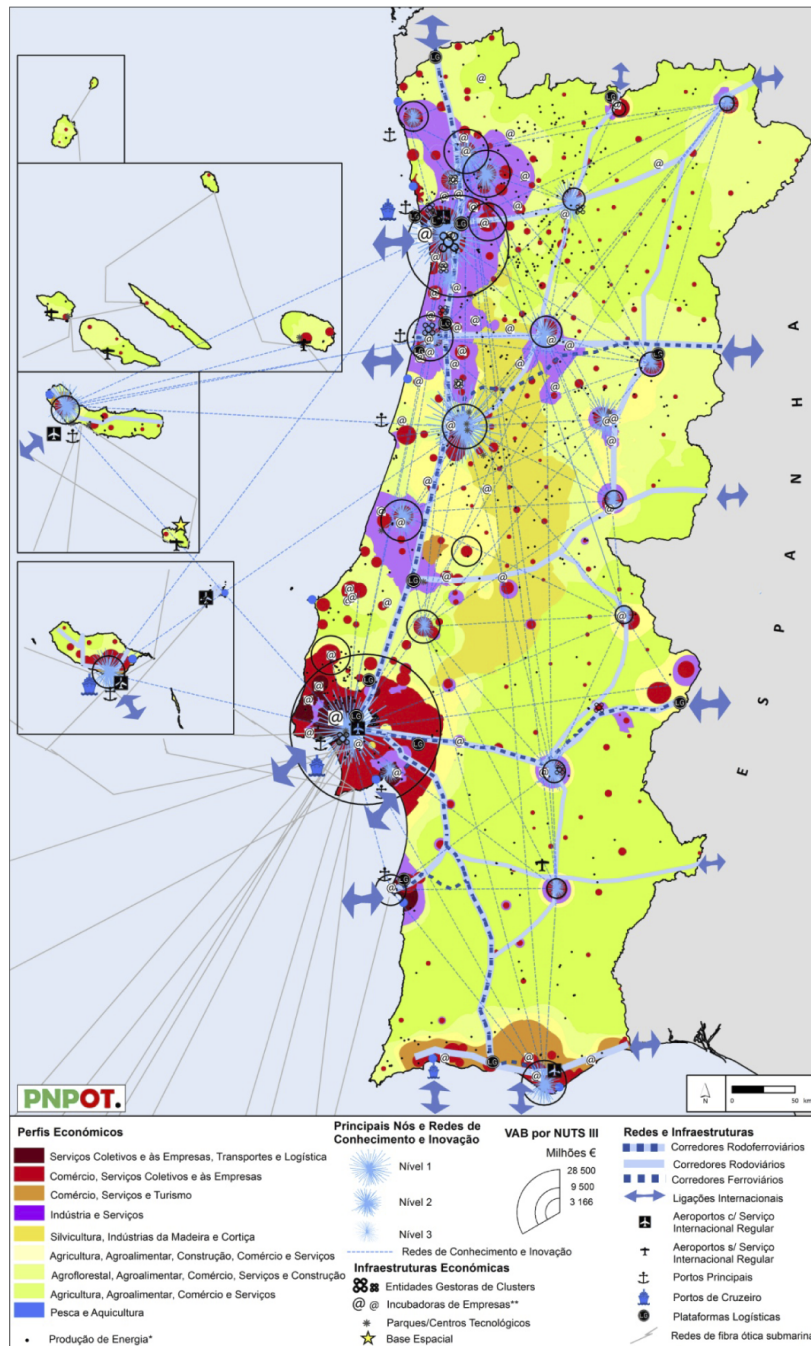 E S P A N H A
PNPOT.
N
0
50
km
Perfis Económicos
Serviços Coletivos e às Empresas, Transportes e Logística
Comércio, Serviços Coletivos e às Empresas
Comércio, Serviços e Turismo
Indústria e Serviços
Silvicultura, Indústrias da Madeira e Cortiça
Agricultura, Agroalimentar, Construção, Comércio e Serviços
Agroflorestal, Agroalimentar, Comércio, Serviços e Construção
Agricultura, Agroalimentar, Comércio e Serviços
Pesca e Aquicultura
Produção de Energia*
Principais Nós e Redes de
Conhecimento e Inovação
Nível 1
Nível 2
Nível 3
Redes de Conhecimento e Inovação
Infraestruturas Económicas
Entidades Gestoras de Clusters
@ @ Incubadoras de Empresas**
Parques/Centros Tecnológicos
Base Espacial
VAB por NUTS III
Milhões €
28 500
9 500
3 166
Redes e Infraestruturas
Corredores Rodoferroviários
Corredores Rodoviários
Corredores Ferroviários
Ligações Internacionais
Aeroportos c/ Serviço
Internacional Regular
Aeroportos s/ Serviço
Internacional Regular
Portos Principais
Portos de Cruzeiro
LG Plataformas Logísticas
Redes de fibra ótica submarina